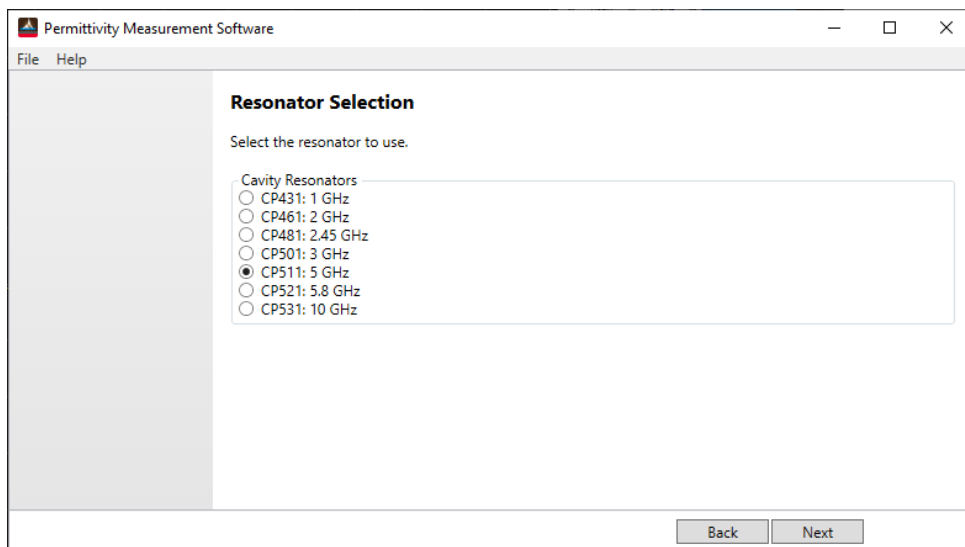 Permittivity Measurement Software
File Help
Resonator Selection
Select the resonator to use.
Cavity Resonators
CP431: 1 GHz
CP461: 2 GHz
CP481: 2.45 GHz
CP501: 3 GHz
CP511: 5 GHz
CP521: 5.8 GHz
CP531: 10 GHz
Back Next